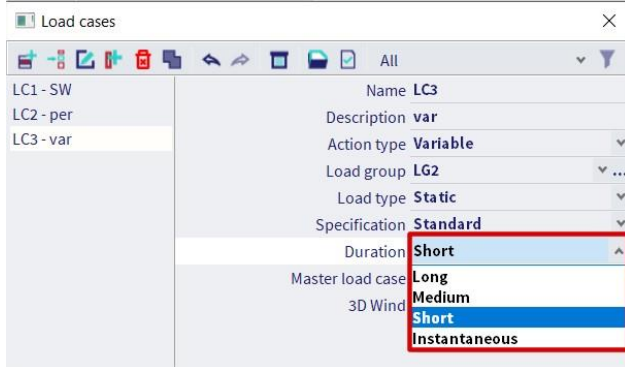 Load cases
All
LC1 - SW
LC2 - per
LC3 - var
Name LC3
Description var
Action type Variable
Load group LG2 ...
Load type Static
Specification Standard
Duration Short
Master load case Long
Medium
3D Wind
Short
Instantaneous